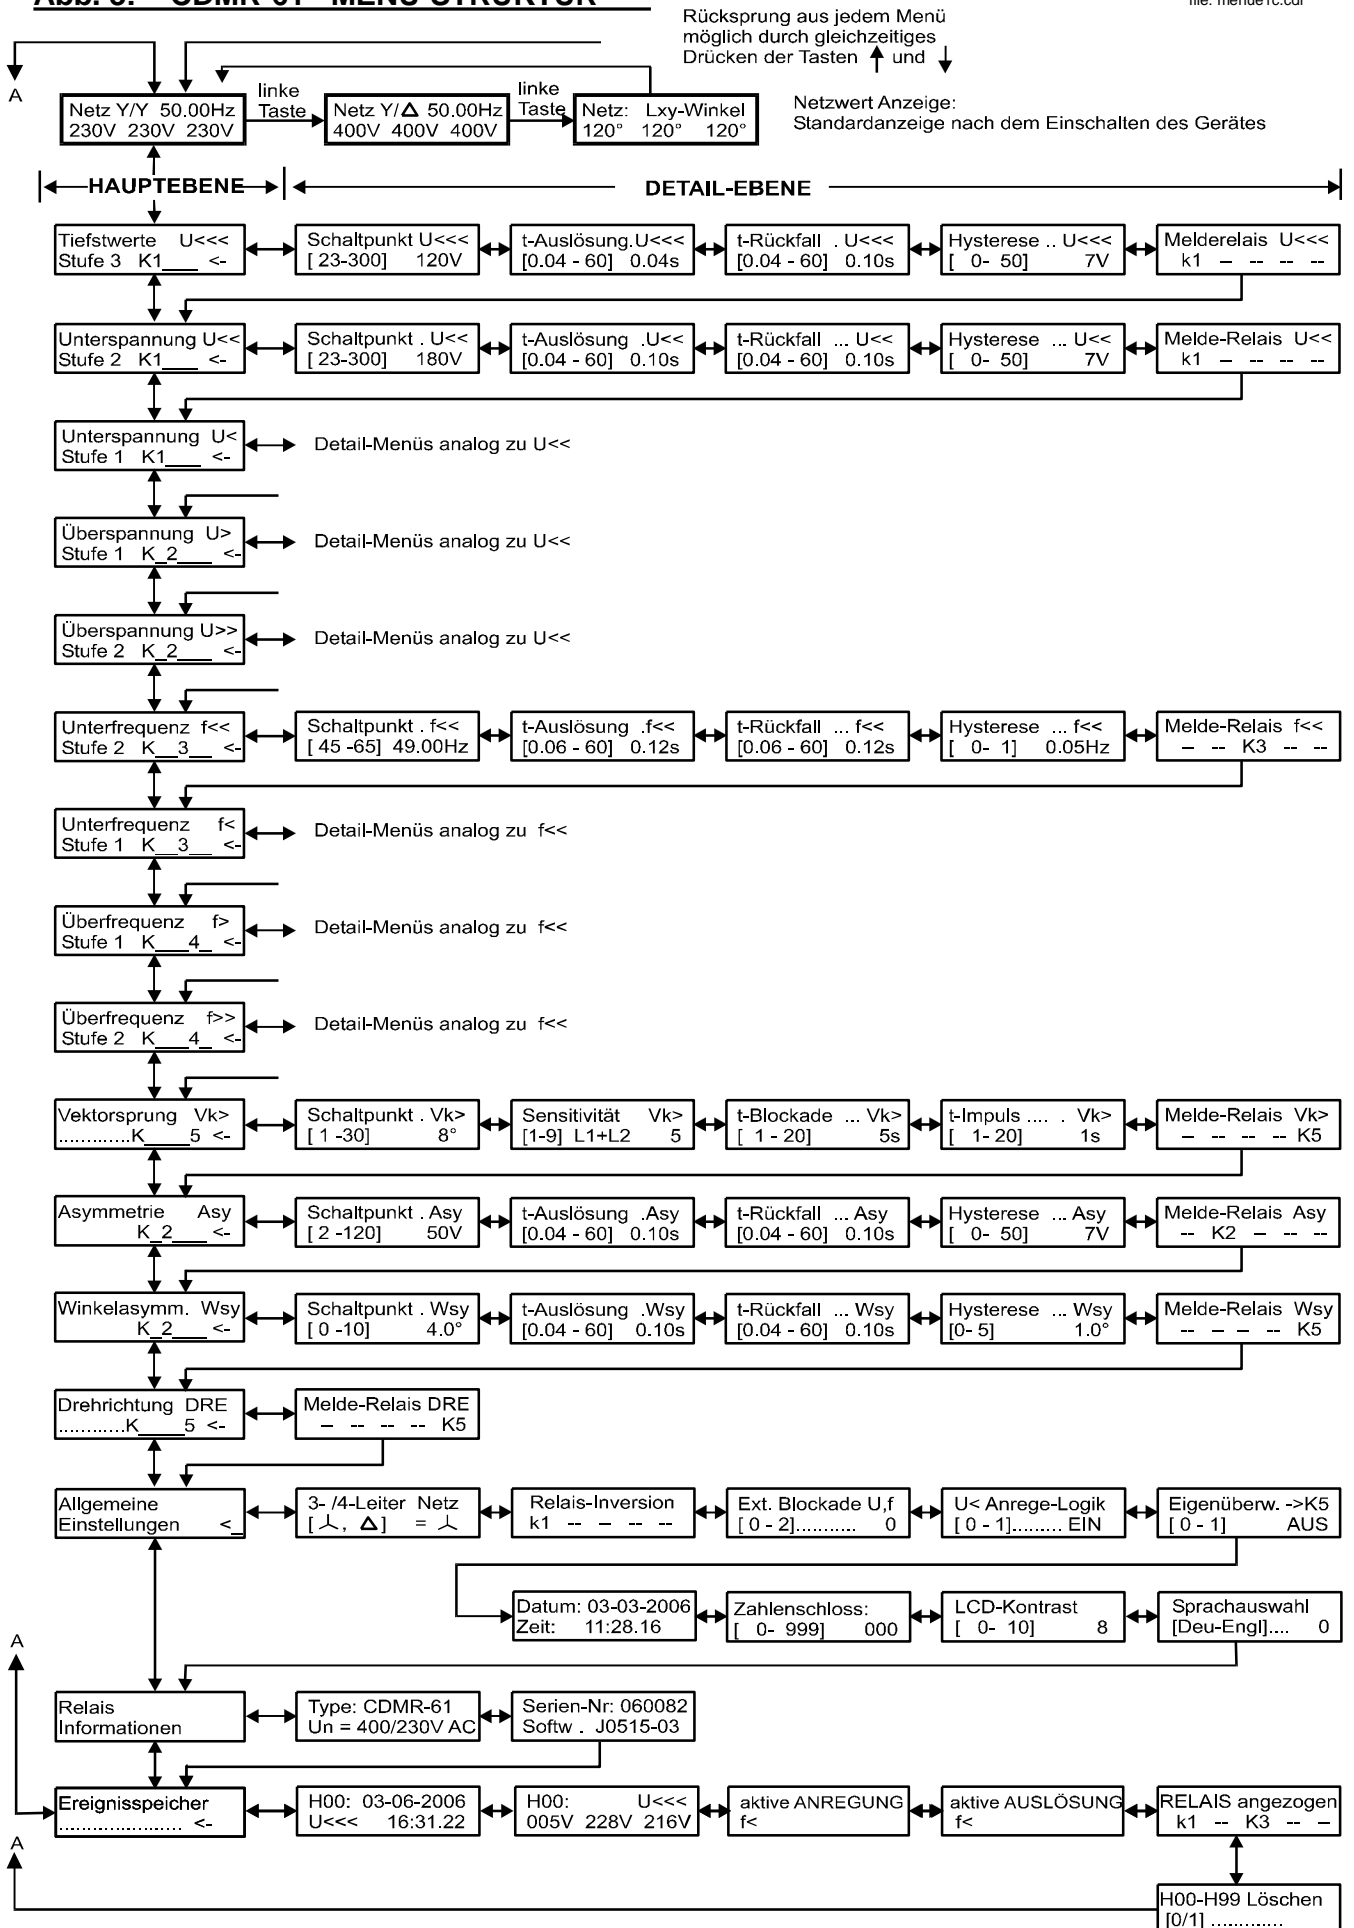 Abb. 3: CDMR-61 MENÜ-STRUKTUR
file: menue1c.cdr
Rücksprung aus jedem Menü
möglich durch gleichzeitiges
Drücken der Tasten ↑ und ↓
A
linke
Taste
linke
Taste
Netz Y/Y 50.00Hz
230V 230V 230V
Netz Y/Δ 50.00Hz
400V 400V 400V
Netz: Lxy-Winkel
120° 120° 120°
Netzwert Anzeige:
Standardanzeige nach dem Einschalten des Gerätes
HAUPTEBENE
DETAIL-EBENE
Tiefstwerte U<<<
Stufe 3 K1____ <-
Schaltpunkt U<<<
[ 23-300] 120V
t-Auslösung.U<<<
[0.04 - 60] 0.04s
t-Rückfall . U<<<
[0.04 - 60] 0.10s
Hysterese .. U<<<
[ 0- 50] 7V
Melderelais U<<<
k1 – -- -- --
Unterspannung U<<
Stufe 2 K1____ <-
Schaltpunkt . U<<
[ 23-300] 180V
t-Auslösung .U<<
[0.04 - 60] 0.10s
t-Rückfall ... U<<
[0.04 - 60] 0.10s
Hysterese ... U<<
[ 0- 50] 7V
Melde-Relais U<<
k1 – -- -- --
Unterspannung U<
Stufe 1 K1____ <-
Detail-Menüs analog zu U<<
Überspannung U>
Stufe 1 K_2___ <-
Detail-Menüs analog zu U<<
Überspannung U>>
Stufe 2 K_2___ <-
Detail-Menüs analog zu U<<
Unterfrequenz f<<
Stufe 2 K__3__ <-
Schaltpunkt . f<<
[ 45 -65] 49.00Hz
t-Auslösung .f<<
[0.06 - 60] 0.12s
t-Rückfall ... f<<
[0.06 - 60] 0.12s
Hysterese ... f<<
[ 0- 1] 0.05Hz
Melde-Relais f<<
– -- K3 -- --
Unterfrequenz f<
Stufe 1 K__3__ <-
Detail-Menüs analog zu f<<
Überfrequenz f>
Stufe 1 K___4_ <-
Detail-Menüs analog zu f<<
Überfrequenz f>>
Stufe 2 K___4_ <-
Detail-Menüs analog zu f<<
Vektorsprung Vk>
............K____5 <-
Schaltpunkt . Vk>
[ 1 -30] 8°
Sensitivität Vk>
[1-9] L1+L2 5
t-Blockade ... Vk>
[ 1 - 20] 5s
t-Impuls .... . Vk>
[ 1- 20] 1s
Melde-Relais Vk>
– -- -- -- K5
Asymmetrie Asy
K_2___ <-
Schaltpunkt . Asy
[ 2 -120] 50V
t-Auslösung .Asy
[0.04 - 60] 0.10s
t-Rückfall ... Asy
[0.04 - 60] 0.10s
Hysterese ... Asy
[ 0- 50] 7V
Melde-Relais Asy
-- K2 – -- --
Winkelasymm. Wsy
K_2___ <-
Schaltpunkt . Wsy
[ 0 -10] 4.0°
t-Auslösung .Wsy
[0.04 - 60] 0.10s
t-Rückfall ... Wsy
[0.04 - 60] 0.10s
Hysterese ... Wsy
[0- 5] 1.0°
Melde-Relais Wsy
-- – -- -- K5
Drehrichtung DRE
...........K____5 <-
Melde-Relais DRE
– -- -- -- K5
Allgemeine
Einstellungen <_
3- /4-Leiter Netz
[ ⅄, Δ] = ⅄
Relais-Inversion
k1 -- – -- --
Ext. Blockade U,f
[ 0 - 2].......... 0
U< Anrege-Logik
[ 0 - 1]......... EIN
Eigenüberw. ->K5
[ 0 - 1] AUS
Datum: 03-03-2006
Zeit: 11:28.16
Zahlenschloss:
[ 0- 999] 000
LCD-Kontrast
[ 0- 10] 8
Sprachauswahl
[Deu-Engl].... 0
A
Relais
Informationen
Type: CDMR-61
Un = 400/230V AC
Serien-Nr: 060082
Softw . J0515-03
Ereignisspeicher
..................... <-
H00: 03-06-2006
U<<< 16:31.22
H00: U<<<
005V 228V 216V
aktive ANREGUNG
f<
aktive AUSLÖSUNG
f<
RELAIS angezogen
k1 -- K3 -- –
A
H00-H99 Löschen
[0/1] ............